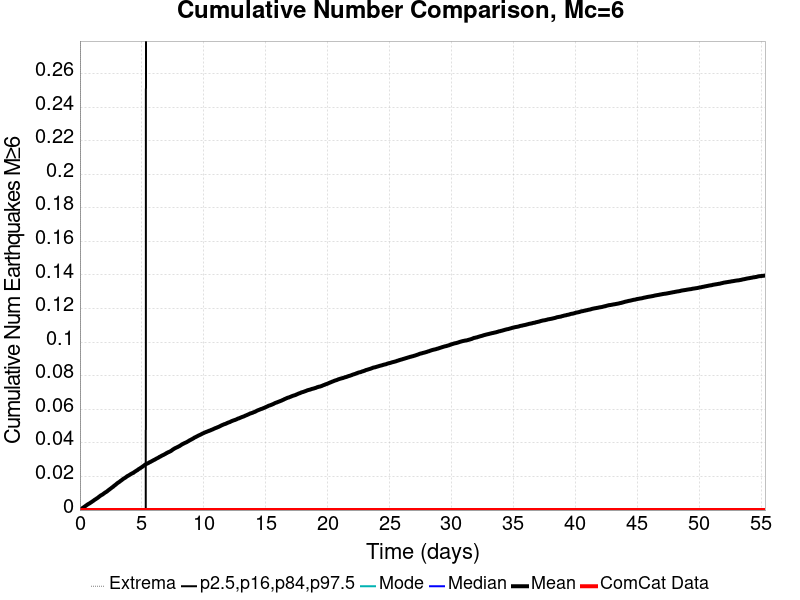 Cumulative Number Comparison, Mc=6
Cumulative Num Earthquakes M≥6
0.26
0.24
0.22
0.2
0.18
0.16
0.14
0.12
0.1
0.08
0.06
0.04
0.02
0
0 5 10 15 20 25 30 35 40 45 50 55
Time (days)
Extrema p2.5,p16,p84,p97.5 Mode Median Mean ComCat Data